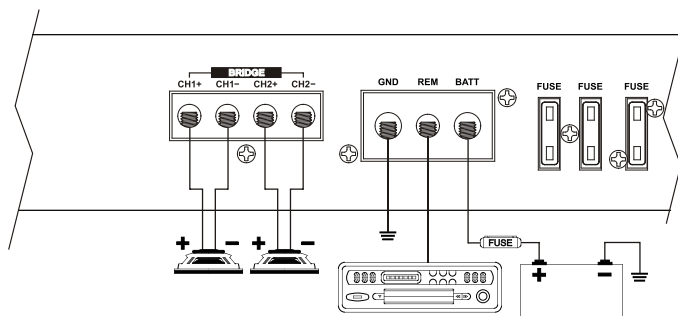 BRIDGE
CH1+ CH1− CH2+ CH2−
GND REM BATT
FUSE FUSE FUSE
+ − + −
FUSE
+ −